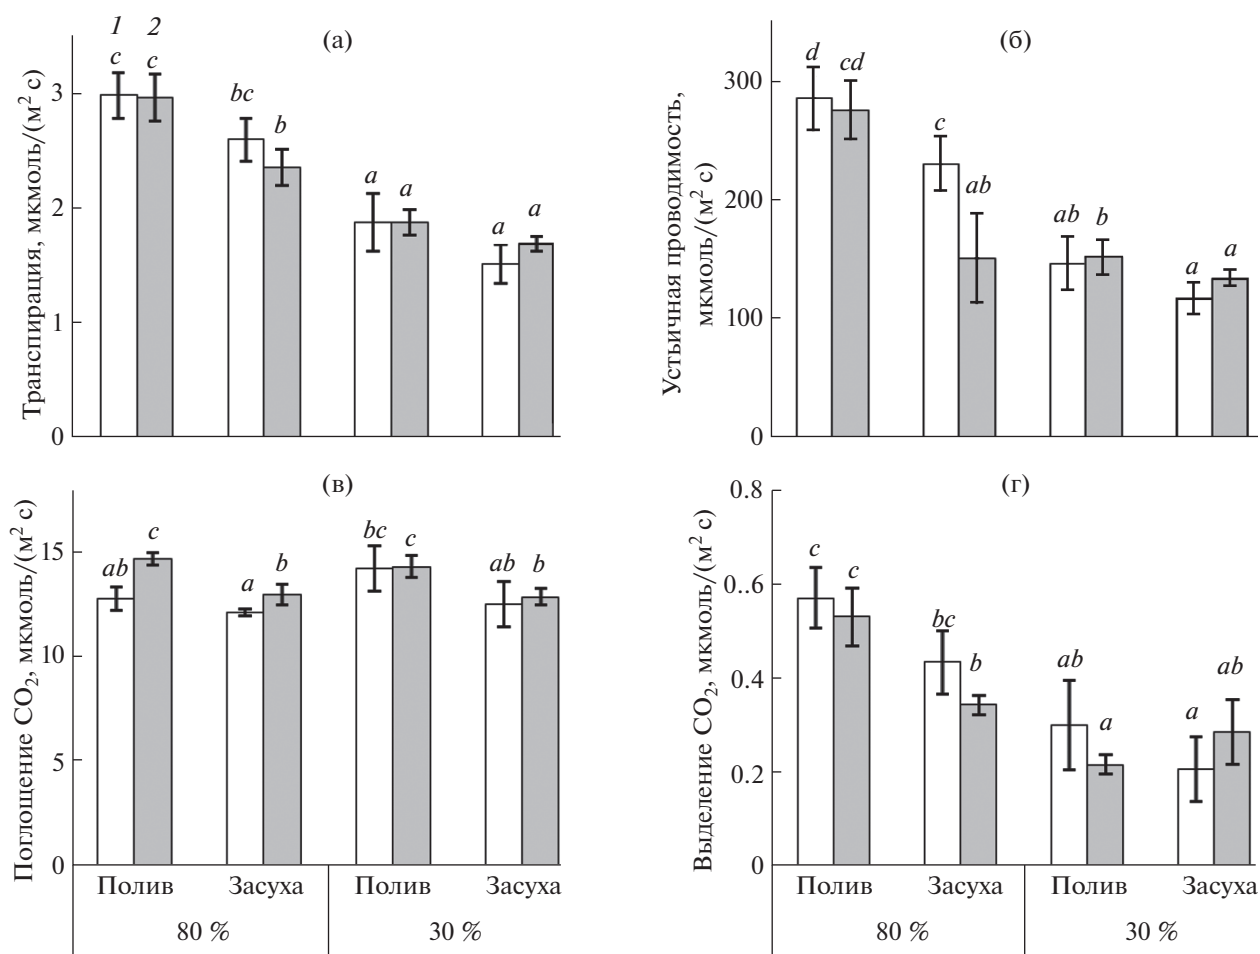 1 2
(а)
c c
bc
b
a a
a a
3
2
1
0
Транспирация, мкмоль/(м² с)
(б)
d cd
c
ab
ab b
a a
300
200
100
0
Устьичная проводимость,
мкмоль/(м² с)
(в)
ab c
a b
bc c
ab b
15
10
5
0
Поглощение CO₂, мкмоль/(м² с)
Полив Засуха Полив Засуха
80 % 30 %
(г)
c c
bc b
ab a
a ab
0.8
0.6
0.4
0.2
0
Выделение CO₂, мкмоль/(м² с)
Полив Засуха Полив Засуха
80 % 30 %